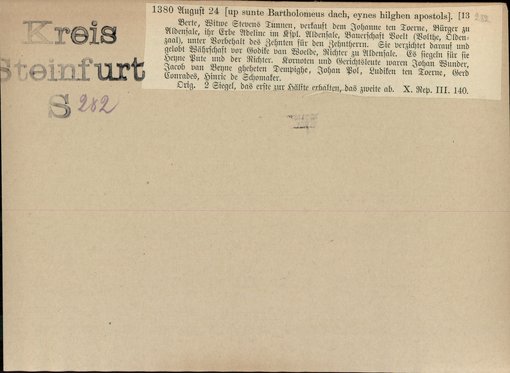 Kreis
Steinfurt
S 282
1380 August 24 [up sunte Bartholomeus dach, eynes hilghen apostols]. [13 282
Berte, Witwe Stevens Tunnen, verkauft dem Johanne ten Toerne, Bürger zu
Aldensale, ihr Erbe Adeline im Kspl. Aldensale, Bauerschaft Voelt (Volthe, Olden-
zaal), unter Vorbehalt des Zehnten für den Zehntherrn. Sie verzichtet darauf und
gelobt Währschaft vor Godike van Woelde, Richter zu Aldensale. Es siegeln für sie
Heyne Pute und der Richter. Kornoten und Gerichtsleute waren Johan Wunder,
Jacob van Beyne gheheten Dempighe, Johan Pol, Ludiken ten Toerne, Gerd
Conrades, Hinric de Schomaker.
Orig. 2 Siegel, das erste zur Hälfte erhalten, das zweite ab. X. Rep. III. 140.